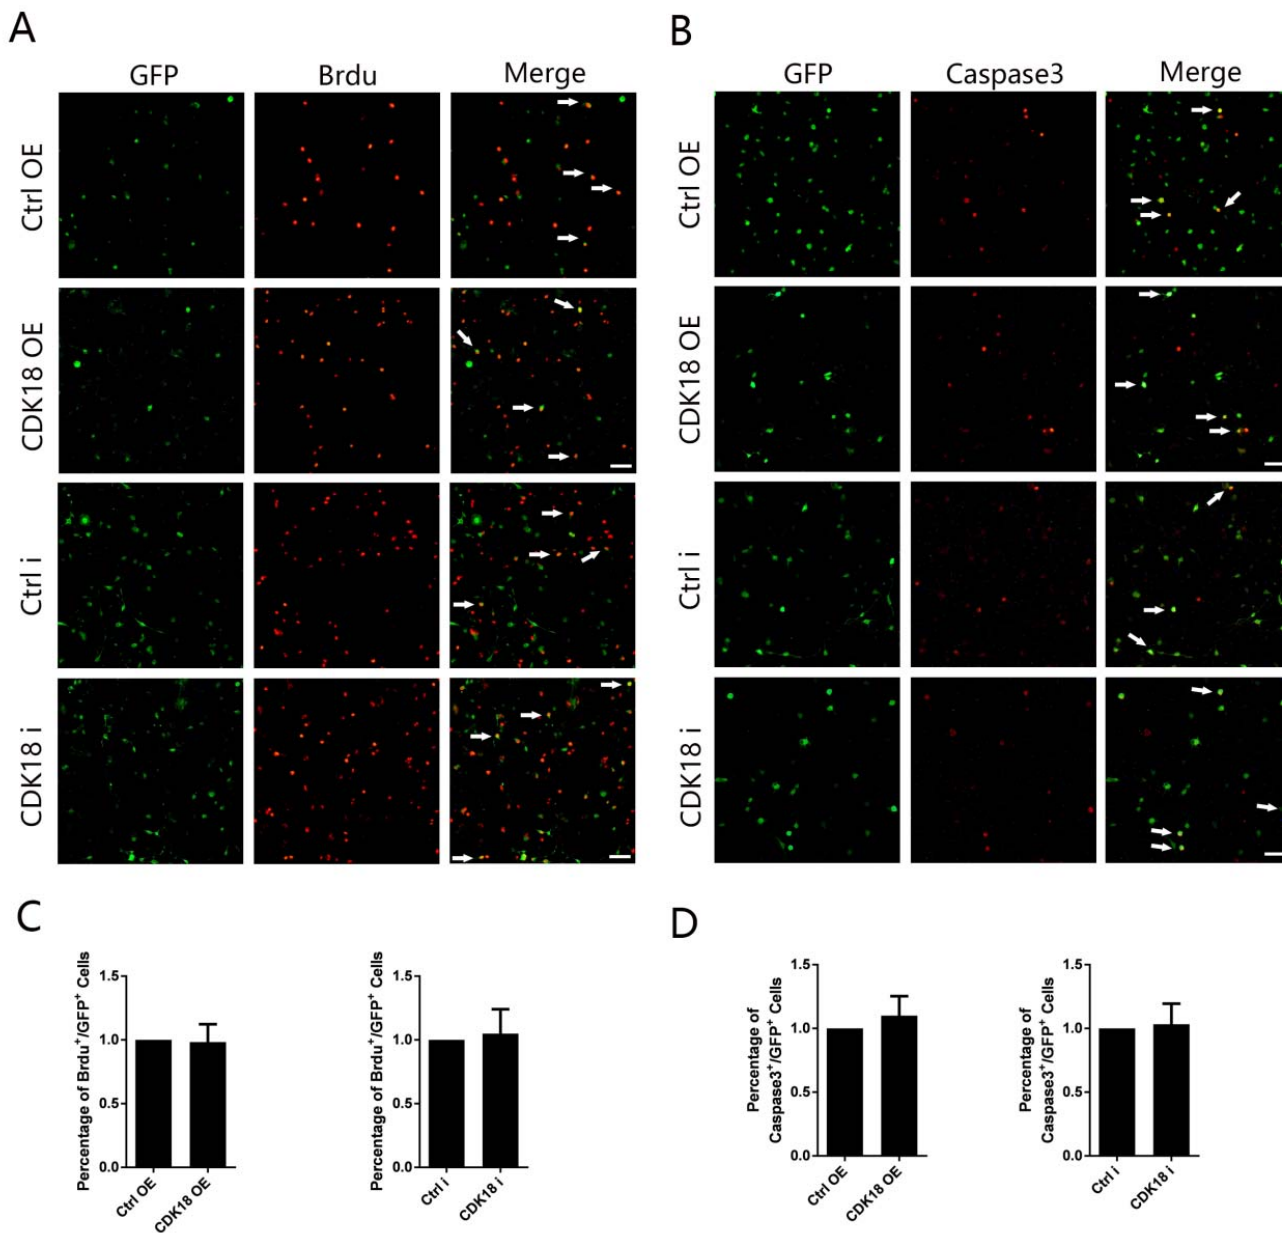 A
B
GFP Brdu Merge
GFP Caspase3 Merge
Ctrl OE
CDK18 OE
Ctrl i
CDK18 i
Ctrl OE
CDK18 OE
Ctrl i
CDK18 i
C
D
Percentage of Brdu⁺/GFP⁺ Cells
1.5
1.0
0.5
0.0
Ctrl OE
CDK18 OE
Percentage of Brdu⁺/GFP⁺ Cells
1.5
1.0
0.5
0.0
Ctrl i
CDK18 i
Percentage of
Caspase3⁺/GFP⁺ Cells
1.5
1.0
0.5
0.0
Ctrl OE
CDK18 OE
Percentage of
Caspase3⁺/GFP⁺ Cells
1.5
1.0
0.5
0.0
Ctrl i
CDK18 i